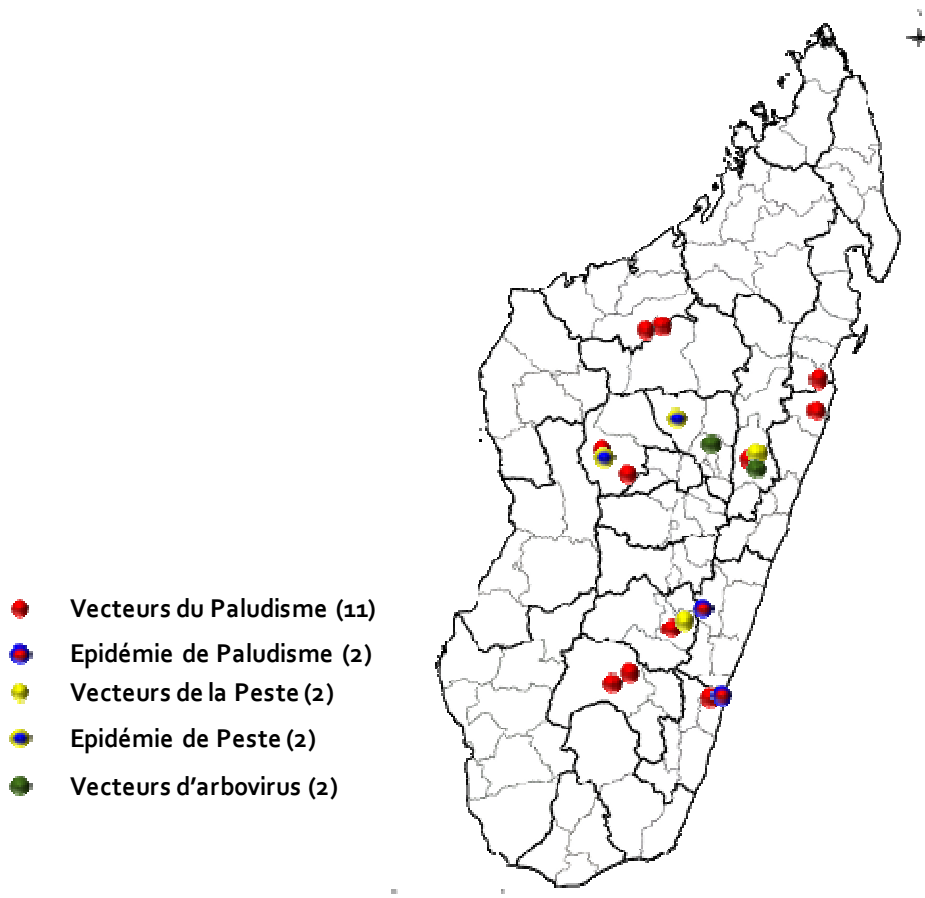 Vecteurs du Paludisme (11)
Epidémie de Paludisme (2)
Vecteurs de la Peste (2)
Epidémie de Peste (2)
Vecteurs d’arbovirus (2)